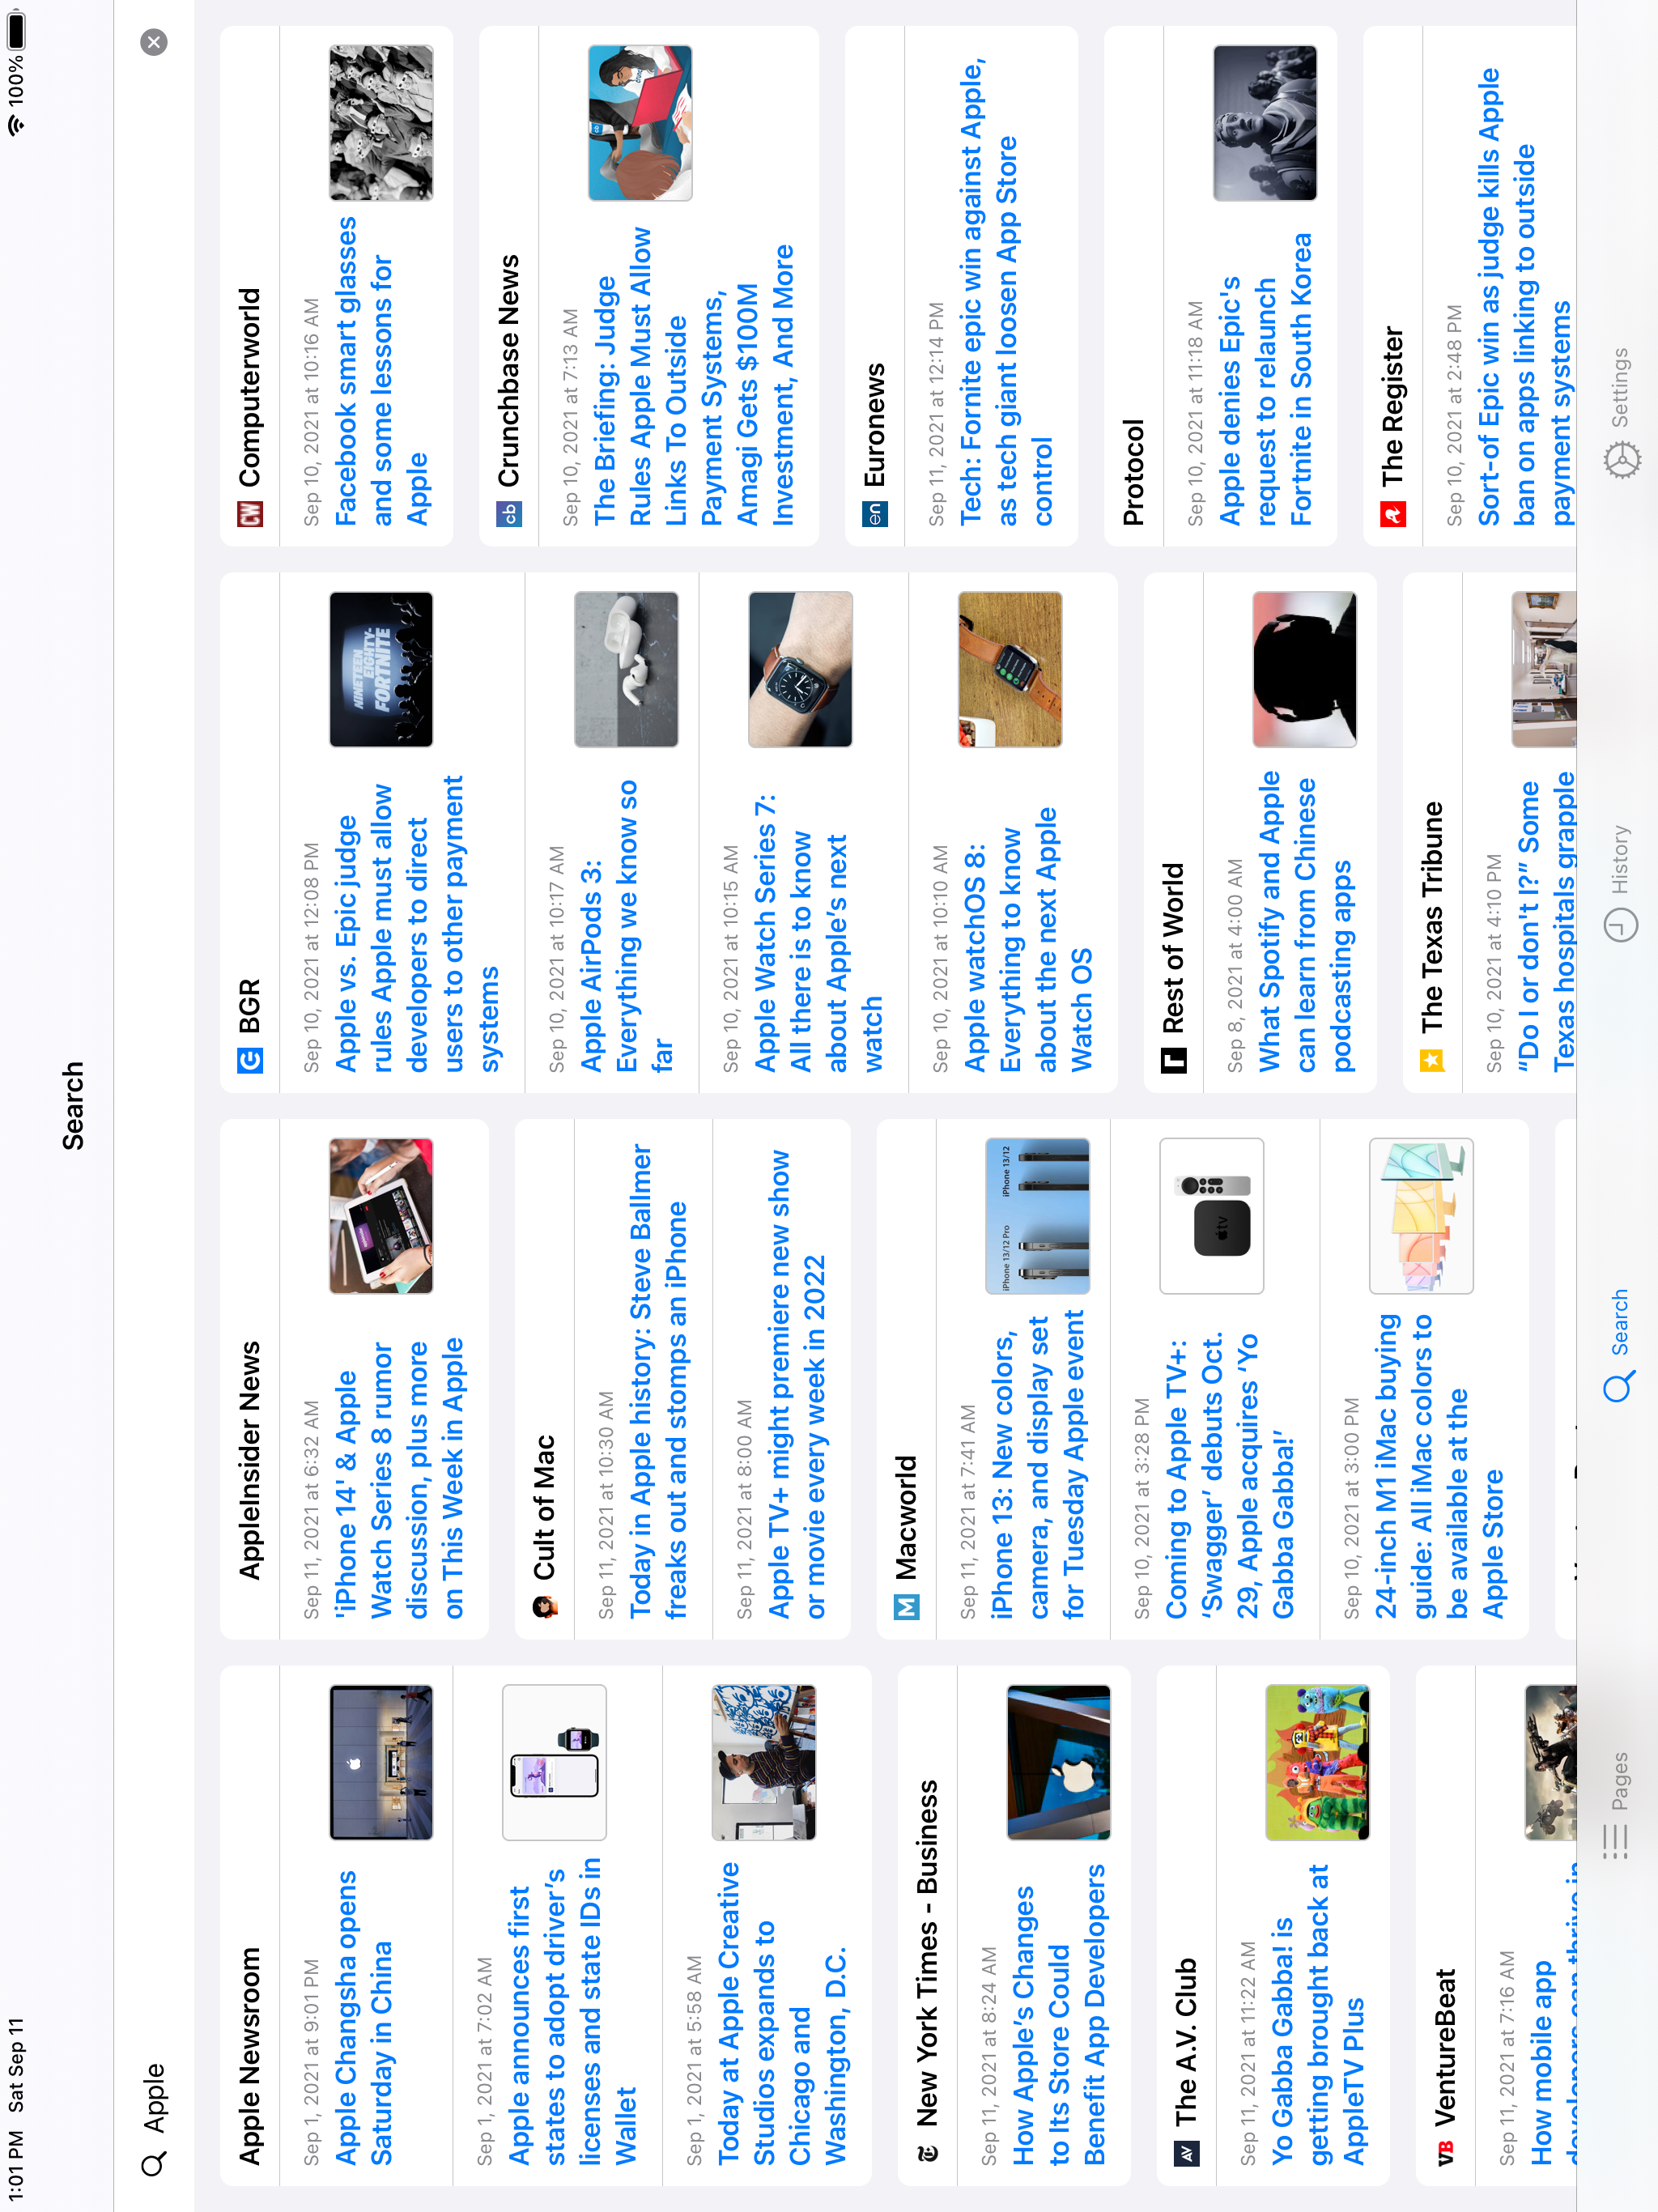 1:01 PM Sat Sep 11
100%
Search
Apple
Apple Newsroom
Sep 1, 2021 at 9:01 PM
Apple Changsha opens
Saturday in China
Sep 1, 2021 at 7:02 AM
Apple announces first
states to adopt driver’s
licenses and state IDs in
Wallet
Sep 1, 2021 at 5:58 AM
Today at Apple Creative
Studios expands to
Chicago and
Washington, D.C.
New York Times - Business
Sep 11, 2021 at 8:24 AM
How Apple’s Changes
to Its Store Could
Benefit App Developers
AV
The A.V. Club
Sep 11, 2021 at 11:22 AM
Yo Gabba Gabba! is
getting brought back at
AppleTV Plus
VB VentureBeat
Sep 11, 2021 at 7:16 AM
How mobile app
developers can thrive in
AppleInsider News
Sep 11, 2021 at 6:32 AM
'iPhone 14' & Apple
Watch Series 8 rumor
discussion, plus more
on This Week in Apple
Cult of Mac
Sep 11, 2021 at 10:30 AM
Today in Apple history: Steve Ballmer
freaks out and stomps an iPhone
Sep 11, 2021 at 8:00 AM
Apple TV+ might premiere new show
or movie every week in 2022
M Macworld
Sep 11, 2021 at 7:41 AM
iPhone 13: New colors,
camera, and display set
for Tuesday Apple event
iPhone 13/12 Pro iPhone 13/12
Sep 10, 2021 at 3:28 PM
Coming to Apple TV+:
‘Swagger’ debuts Oct.
29, Apple acquires ‘Yo
Gabba Gabba!’
tv
Sep 10, 2021 at 3:00 PM
24-inch M1 iMac buying
guide: All iMac colors to
be available at the
Apple Store
BGR
Sep 10, 2021 at 12:08 PM
Apple vs. Epic judge
rules Apple must allow
developers to direct
users to other payment
systems
NINETEEN
EIGHTY-
FORTNITE
Sep 10, 2021 at 10:17 AM
Apple AirPods 3:
Everything we know so
far
Sep 10, 2021 at 10:15 AM
Apple Watch Series 7:
All there is to know
about Apple’s next
watch
Sep 10, 2021 at 10:10 AM
Apple watchOS 8:
Everything to know
about the next Apple
Watch OS
Rest of World
Sep 8, 2021 at 4:00 AM
What Spotify and Apple
can learn from Chinese
podcasting apps
The Texas Tribune
Sep 10, 2021 at 4:10 PM
“Do I or don't I?” Some
Texas hospitals grapple
CW Computerworld
Sep 10, 2021 at 10:16 AM
Facebook smart glasses
and some lessons for
Apple
cb Crunchbase News
Sep 10, 2021 at 7:13 AM
The Briefing: Judge
Rules Apple Must Allow
Links To Outside
Payment Systems,
Amagi Gets $100M
Investment, And More
en Euronews
Sep 11, 2021 at 12:14 PM
Tech: Fornite epic win against Apple,
as tech giant loosen App Store
control
Protocol
Sep 10, 2021 at 11:18 AM
Apple denies Epic's
request to relaunch
Fortnite in South Korea
The Register
Sep 10, 2021 at 2:48 PM
Sort-of Epic win as judge kills Apple
ban on apps linking to outside
payment systems
Pages
Search
History
Settings